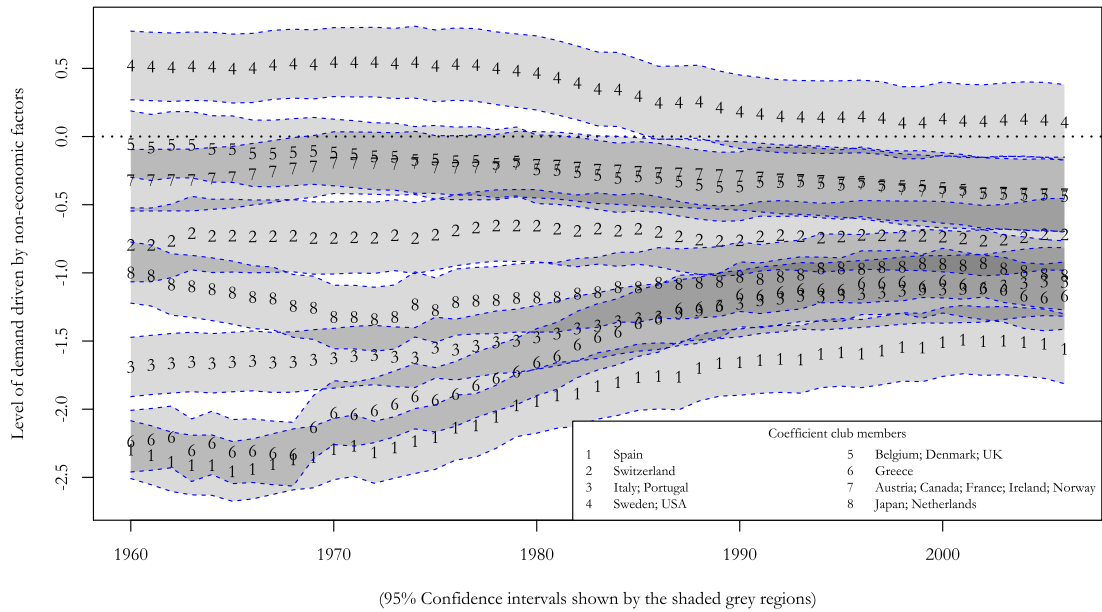 Level of demand driven by non-economic factors
0.5
0.0
-0.5
-1.0
-1.5
-2.0
-2.5
Coefficient club members
1 Spain
2 Switzerland
3 Italy; Portugal
4 Sweden; USA
5 Belgium; Denmark; UK
6 Greece
7 Austria; Canada; France; Ireland; Norway
8 Japan; Netherlands
1960 1970 1980 1990 2000
(95% Confidence intervals shown by the shaded grey regions)